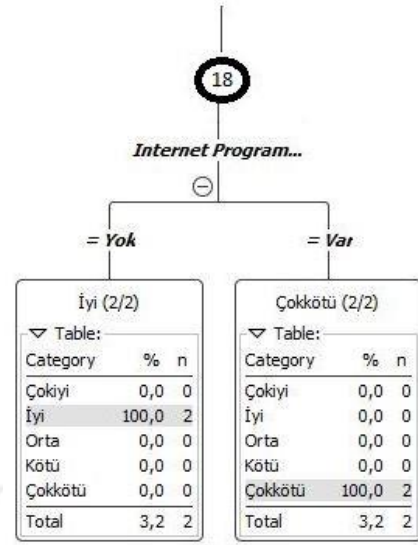 18
Internet Program...
= Yok
= Var
İyi (2/2)
Table:
Category % n
Çokiyi 0,0 0
İyi 100,0 2
Orta 0,0 0
Kötü 0,0 0
Çokkötü 0,0 0
Total 3,2 2
Çokkötü (2/2)
Table:
Category % n
Çokiyi 0,0 0
İyi 0,0 0
Orta 0,0 0
Kötü 0,0 0
Çokkötü 100,0 2
Total 3,2 2